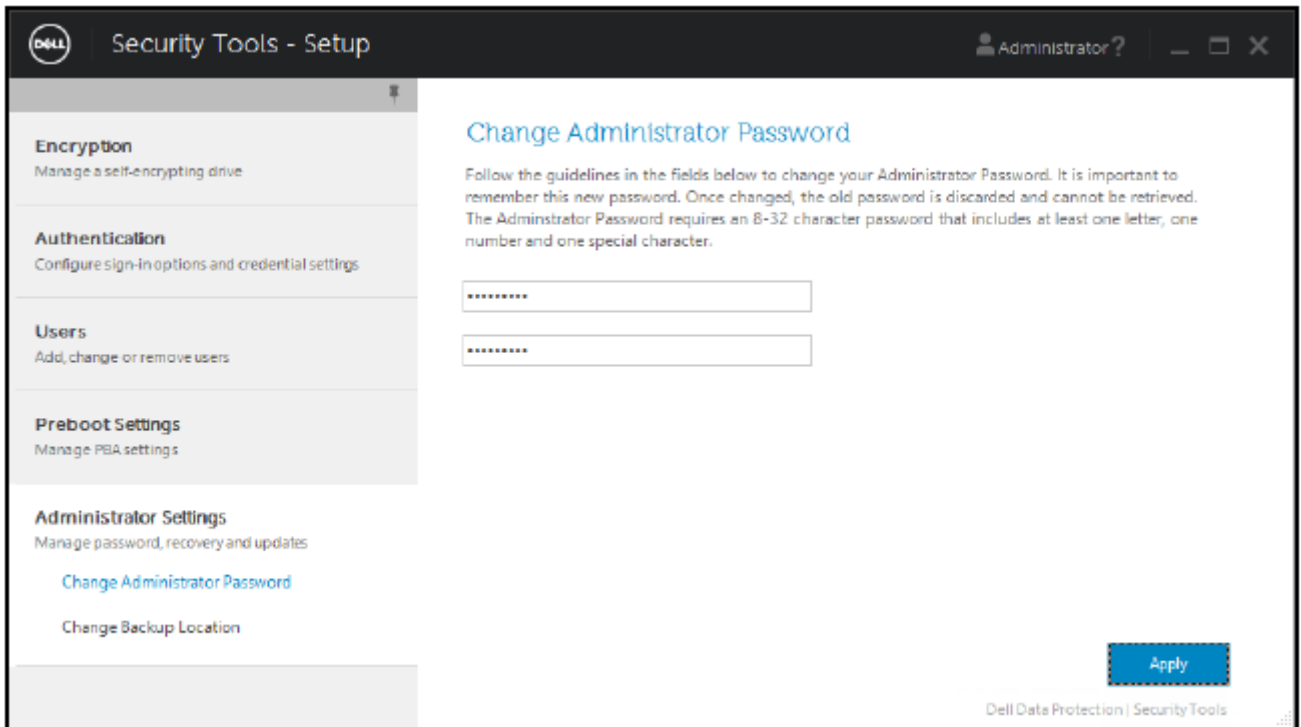 DELL
Security Tools - Setup
Administrator ?
Encryption
Manage a self-encrypting drive
Authentication
Configure sign-in options and credential settings
Users
Add, change or remove users
Preboot Settings
Manage PBA settings
Administrator Settings
Manage password, recovery and updates
Change Administrator Password
Change Backup Location
Change Administrator Password
Follow the guidelines in the fields below to change your Administrator Password. It is important to
remember this new password. Once changed, the old password is discarded and cannot be retrieved.
The Adminstrator Password requires an 8-32 character password that includes at least one letter, one
number and one special character.
•••••••••
•••••••••
Apply
Dell Data Protection | Security Tools